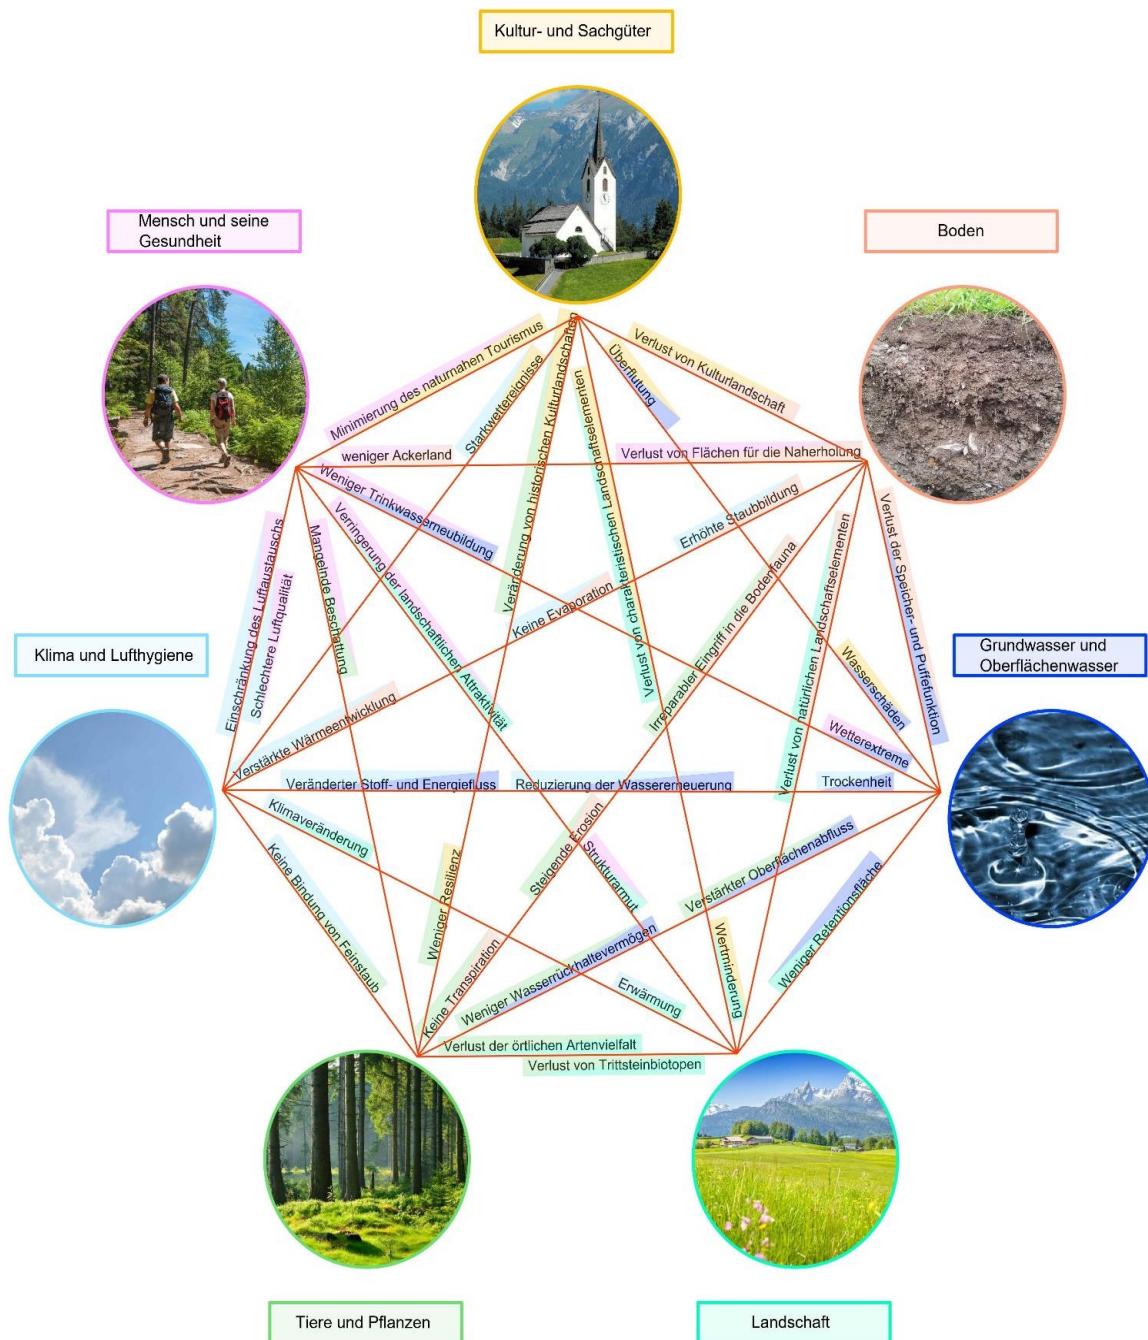 Kultur- und Sachgüter
Mensch und seine
Gesundheit
Boden
Minimierung des naturnahen Tourismus
Starkwettereignisse
Veränderung von historischen Kulturlandschaften
Verlust von charakteristischen Landschaftselementen
Überflutung
Verlust von Kulturlandschaft
weniger Ackerland
Verlust von Flächen für die Naherholung
Weniger Trinkwasserneubildung
Verringerung der landschaftlichen Attraktivität
Mangelnde Beschattung
Einschränkung des Luftaustauschs
Schlechtere Luftqualität
Erhöhte Staubbildung
Keine Evaporation
Irreparabler Eingriff in die Bodenfauna
Verlust von natürlichen Landschaftselementen
Verlust der Speicher- und Puffefunktion
Klima und Lufthygiene
Grundwasser und
Oberflächenwasser
Verstärkte Wärmeentwicklung
Wasserschäden
Wetterextreme
Veränderter Stoff- und Energiefluss
Reduzierung der Wassererneuerung
Trockenheit
Klimaveränderung
Keine Bindung von Feinstaub
Weniger Resilienz
Steigende Erosion
Strukturarmut
Verstärkter Oberflächenabfluss
Weniger Retentionsfläche
Keine Transpiration
Weniger Wasserrückhaltevermögen
Erwärmung
Wertminderung
Verlust der örtlichen Artenvielfalt
Verlust von Trittsteinbiotopen
Tiere und Pflanzen
Landschaft